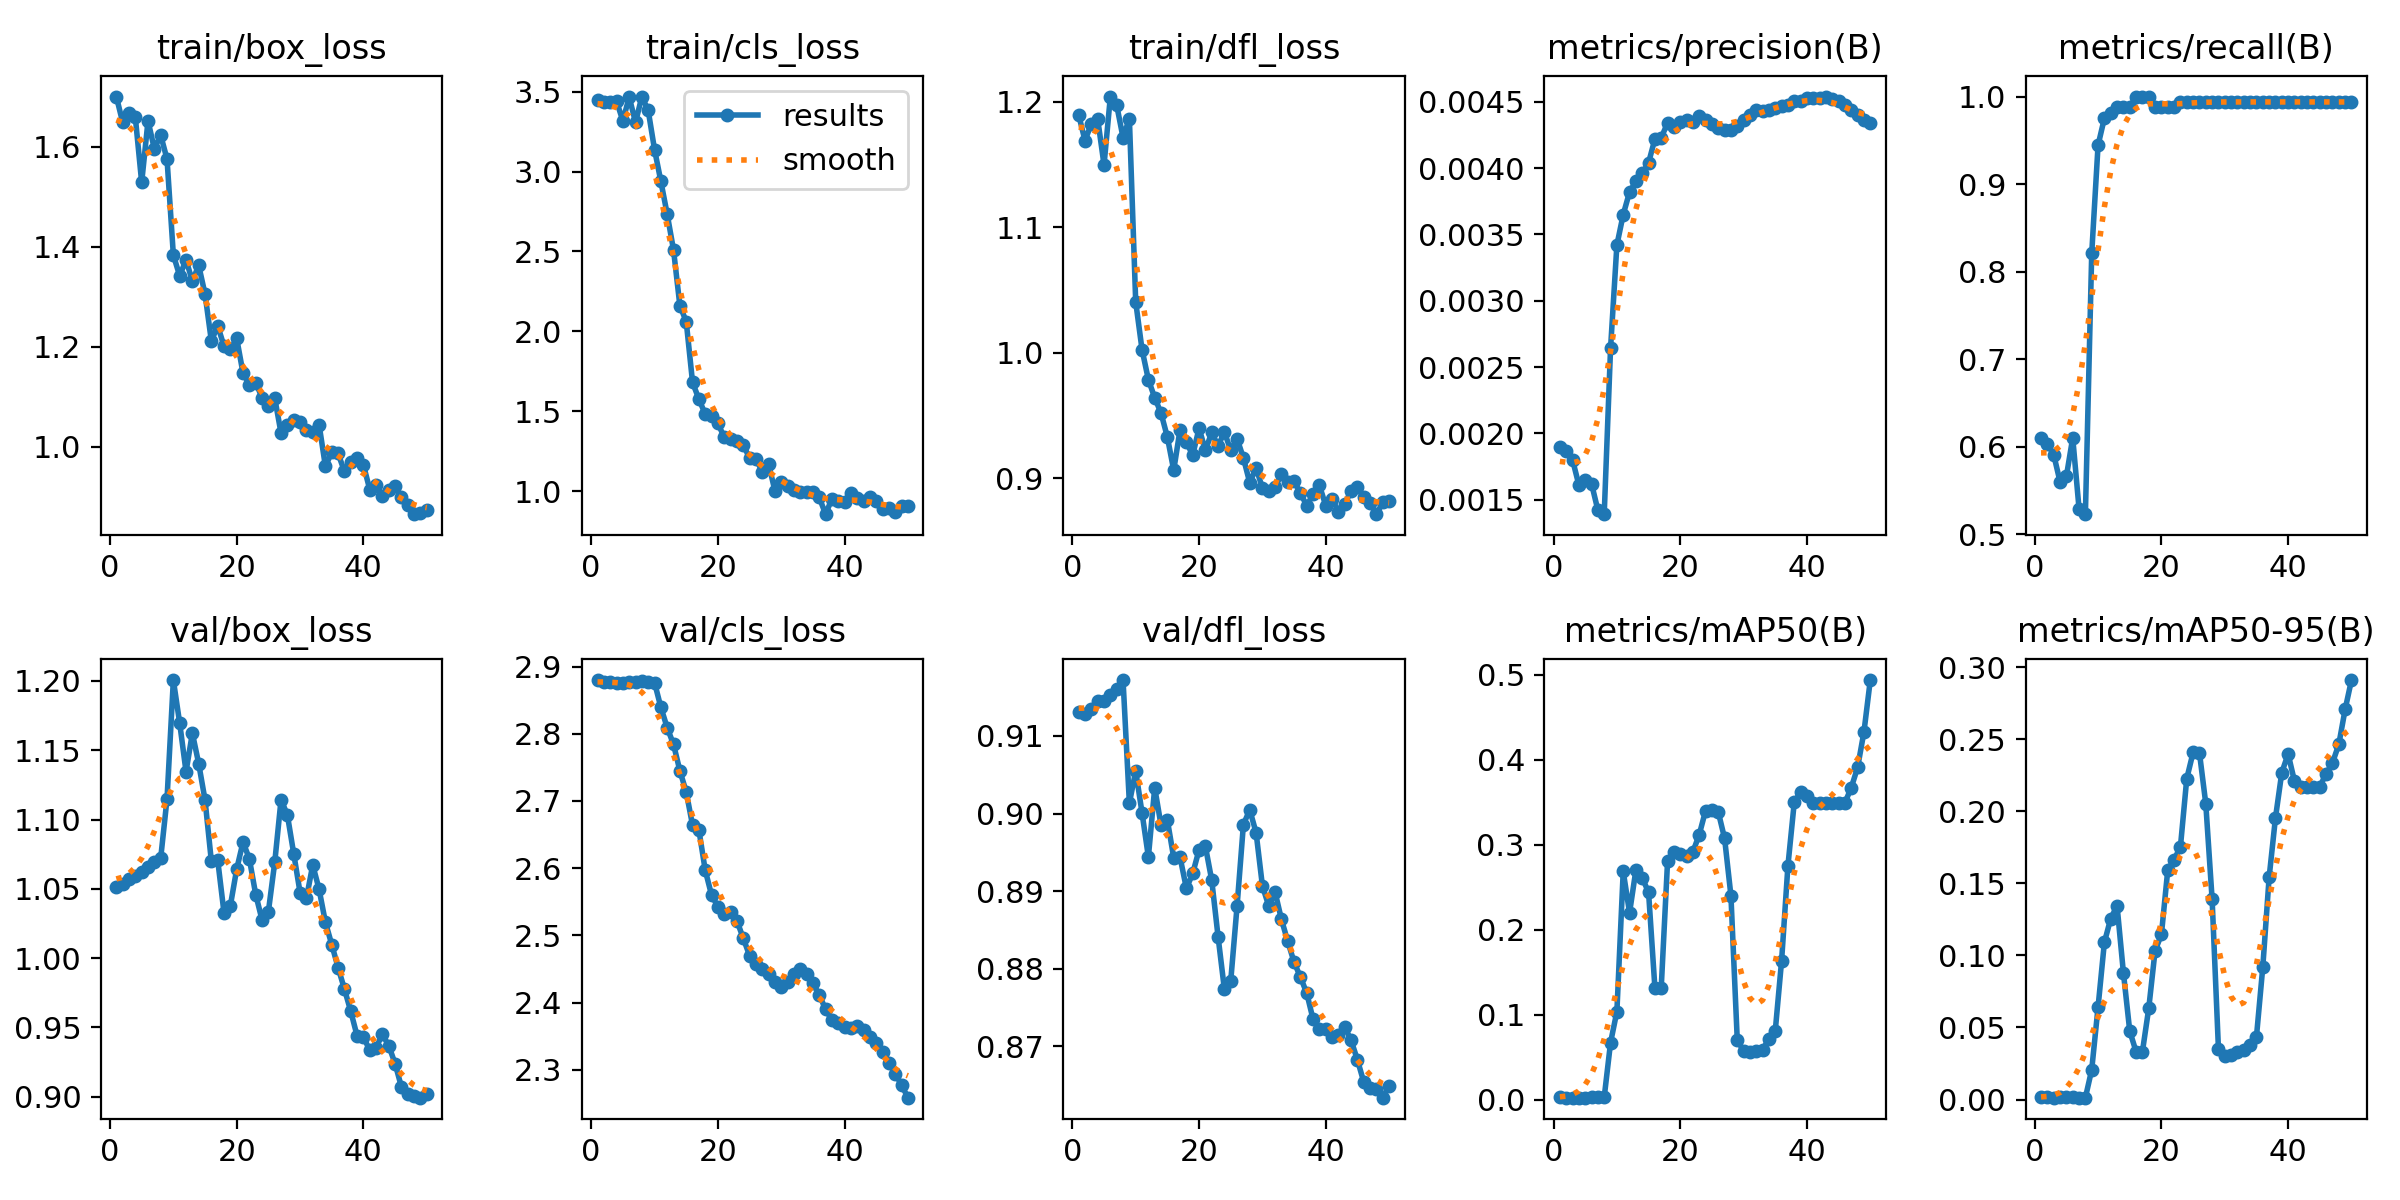 train/box_loss
train/cls_loss
train/dfl_loss
metrics/precision(B)
metrics/recall(B)
1.6
1.4
1.2
1.0
0 20 40
3.5
3.0
2.5
2.0
1.5
1.0
results
smooth
0 20 40
1.2
1.1
1.0
0.9
0 20 40
0.0045
0.0040
0.0035
0.0030
0.0025
0.0020
0.0015
0 20 40
1.0
0.9
0.8
0.7
0.6
0.5
0 20 40
val/box_loss
val/cls_loss
val/dfl_loss
metrics/mAP50(B)
metrics/mAP50-95(B)
1.20
1.15
1.10
1.05
1.00
0.95
0.90
0 20 40
2.9
2.8
2.7
2.6
2.5
2.4
2.3
0 20 40
0.91
0.90
0.89
0.88
0.87
0 20 40
0.5
0.4
0.3
0.2
0.1
0.0
0 20 40
0.30
0.25
0.20
0.15
0.10
0.05
0.00
0 20 40